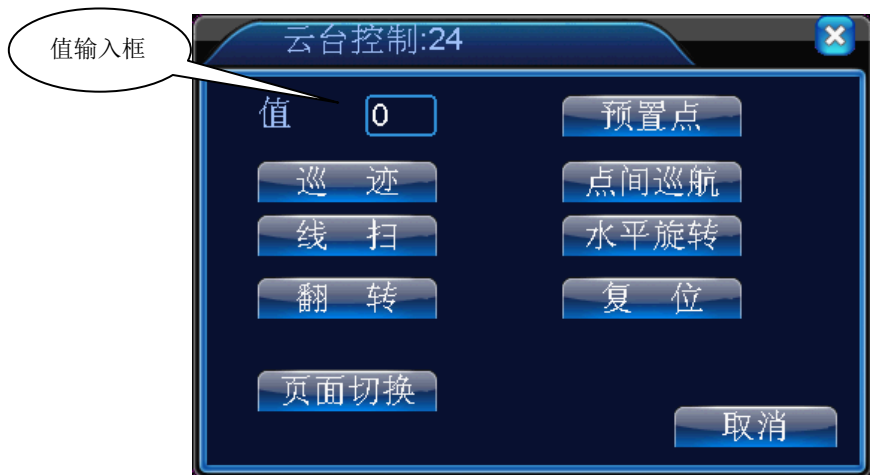 值输入框
云台控制:24
值 0 预置点
巡 迹 点间巡航
线 扫 水平旋转
翻 转 复 位
页面切换
取消